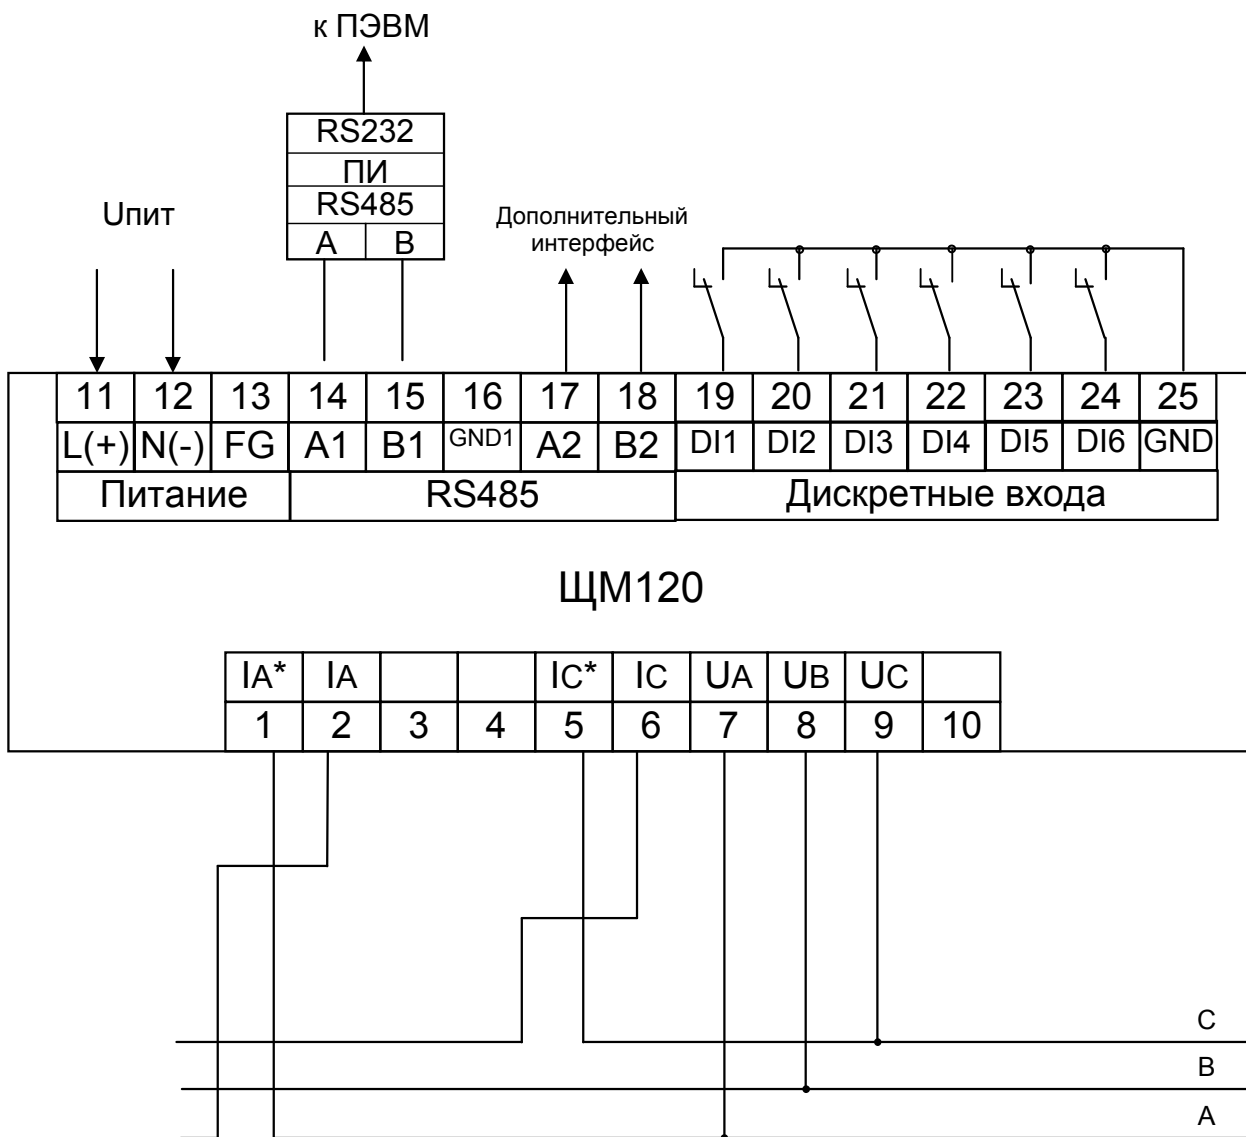 к ПЭВМ
RS232
ПИ
RS485
A B
Uпит
Дополнительный
интерфейс
11 12 13 14 15 16 17 18 19 20 21 22 23 24 25
L(+) N(-) FG A1 B1 GND1 A2 B2 DI1 DI2 DI3 DI4 DI5 DI6 GND
Питание RS485 Дискретные входа
ЩМ120
IA* IA IC* IC UA UB UC
1 2 3 4 5 6 7 8 9 10
C
B
A